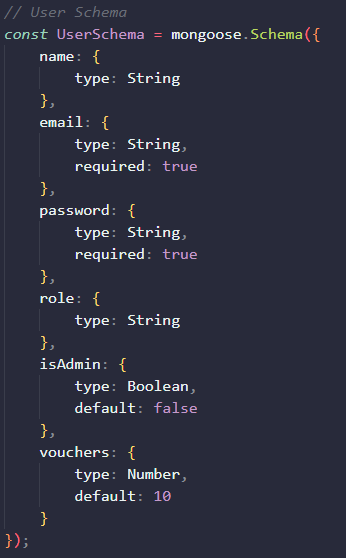 // User Schema
const UserSchema = mongoose.Schema({
    name: {
        type: String
    },
    email: {
        type: String,
        required: true
    },
    password: {
        type: String,
        required: true
    },
    role: {
        type: String
    },
    isAdmin: {
        type: Boolean,
        default: false
    },
    vouchers: {
        type: Number,
        default: 10
    }
});